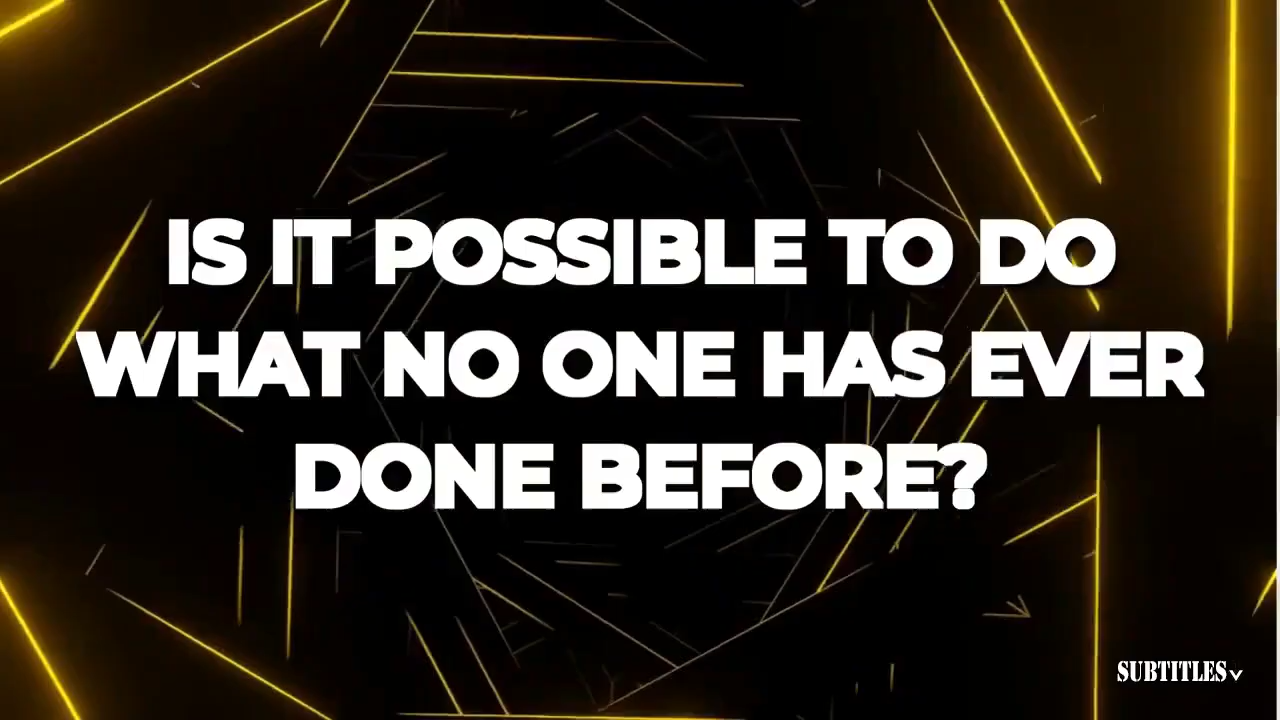 IS IT POSSIBLE TO DO
WHAT NO ONE HAS EVER
DONE BEFORE?
SUBTITLES